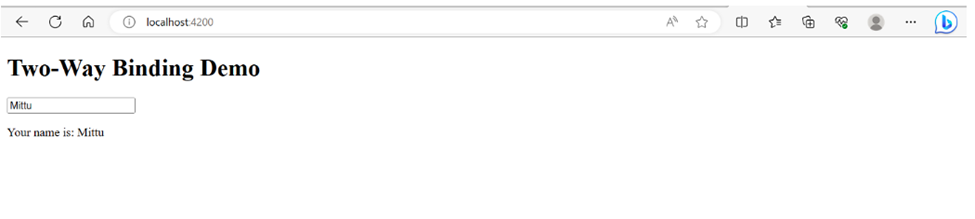 localhost:4200
Two-Way Binding Demo
Mittu
Your name is: Mittu